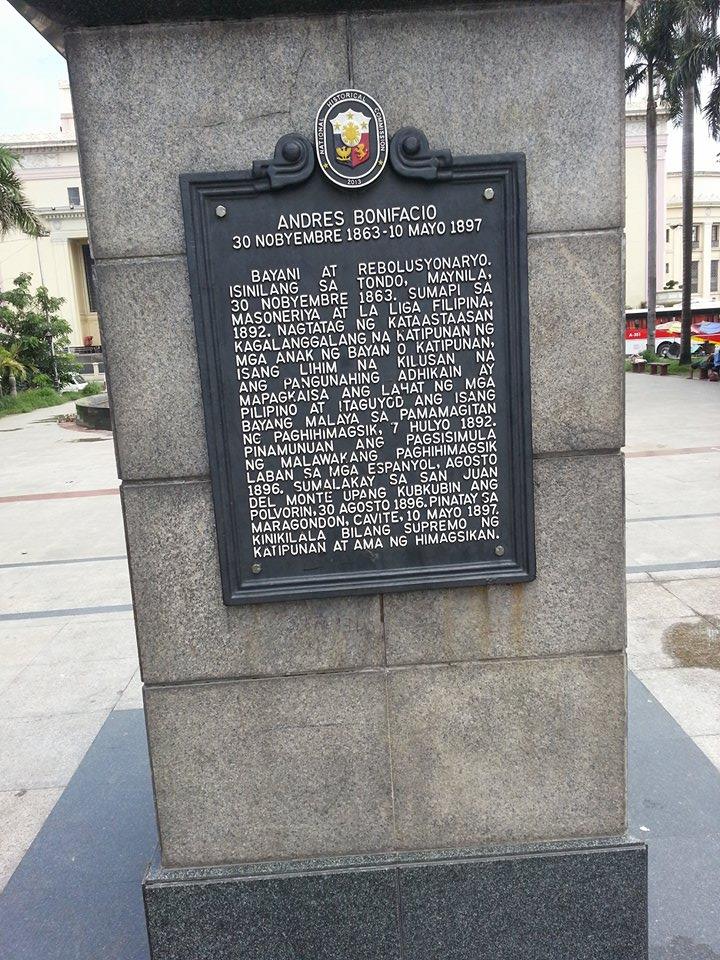 NATIONAL HISTORICAL COMMISSION
2013
ANDRES BONIFACIO
30 NOBYEMBRE 1863-10 MAYO 1897
BAYANI AT REBOLUSYONARYO.
ISINILANG SA TONDO, MAYNILA,
30 NOBYEMBRE 1863. SUMAPI SA
MASONERIYA AT LA LIGA FILIPINA,
1892. NAGTATAG NG KATAASTAASAN
KAGALANGGALANG NA KATIPUNAN NG
MGA ANAK NG BAYAN O KATIPUNAN,
ISANG LIHIM NA KILUSAN NA
ANG PANGUNAHING ADHIKAIN AY
MAPAGKAISA ANG LAHAT NG MGA
PILIPINO AT ITAGUYOD ANG ISANG
BAYANG MALAYA SA PAMAMAGITAN
NG PAGHIHIMAGSIK, 7 HULYO 1892.
PINAMUNUAN ANG PAGSISIMULA
NG MALAWAKANG PAGHIHIMAGSIK
LABAN SA MGA ESPANYOL, AGOSTO
1896. SUMALAKAY SA SAN JUAN
DEL MONTE UPANG KUBKUBIN ANG
POLVORIN, 30 AGOSTO 1896. PINATAY SA
MARAGONDON, CAVITE, 10 MAYO 1897.
KINIKILALA BILANG SUPREMO NG
KATIPUNAN AT AMA NG HIMAGSIKAN.